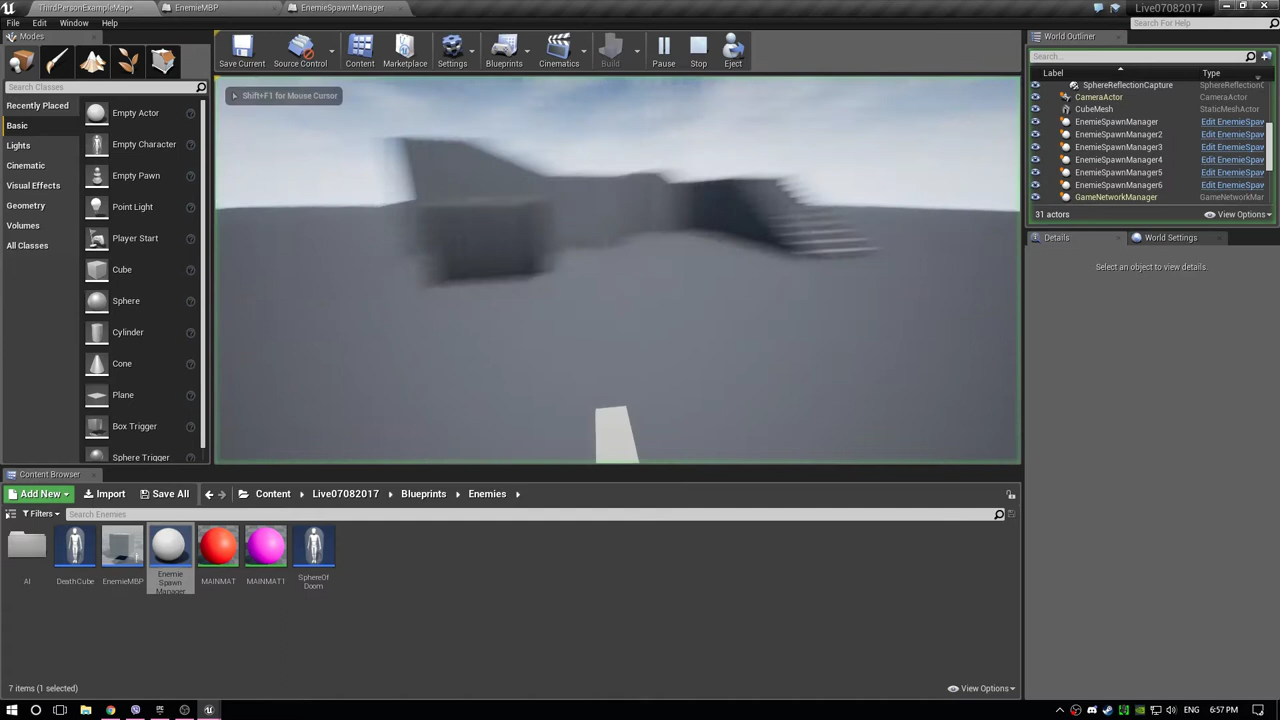 ThirdPersonExampleMap*
EnemieMBP
EnemieSpawnManager
Live07082017
File
Edit
Window
Help
Search For Help
Modes
Search Classes
Recently Placed
Basic
Lights
Cinematic
Visual Effects
Geometry
Volumes
All Classes
Empty Actor
Empty Character
Empty Pawn
Point Light
Player Start
Cube
Sphere
Cylinder
Cone
Plane
Box Trigger
Sphere Trigger
Save Current
Source Control
Content
Marketplace
Settings
Blueprints
Cinematics
Build
Pause
Stop
Eject
Shift+F1 for Mouse Cursor
World Outliner
Search...
Label Type
SphereReflectionCapture SphereReflectionC
CameraActor CameraActor
CubeMesh StaticMeshActor
EnemieSpawnManager Edit EnemieSpaw
EnemieSpawnManager2 Edit EnemieSpaw
EnemieSpawnManager3 Edit EnemieSpaw
EnemieSpawnManager4 Edit EnemieSpaw
EnemieSpawnManager5 Edit EnemieSpaw
EnemieSpawnManager6 Edit EnemieSpaw
GameNetworkManager GameNetworkMar
31 actors
View Options
Details
World Settings
Select an object to view details.
Content Browser
Add New
Import
Save All
Content
Live07082017
Blueprints
Enemies
Filters
Search Enemies
AI
DeathCube
EnemieMBP
Enemie
Spawn
Manager
MAINMAT
MAINMAT1
SphereOf
Doom
7 items (1 selected)
View Options
ENG
6:57 PM